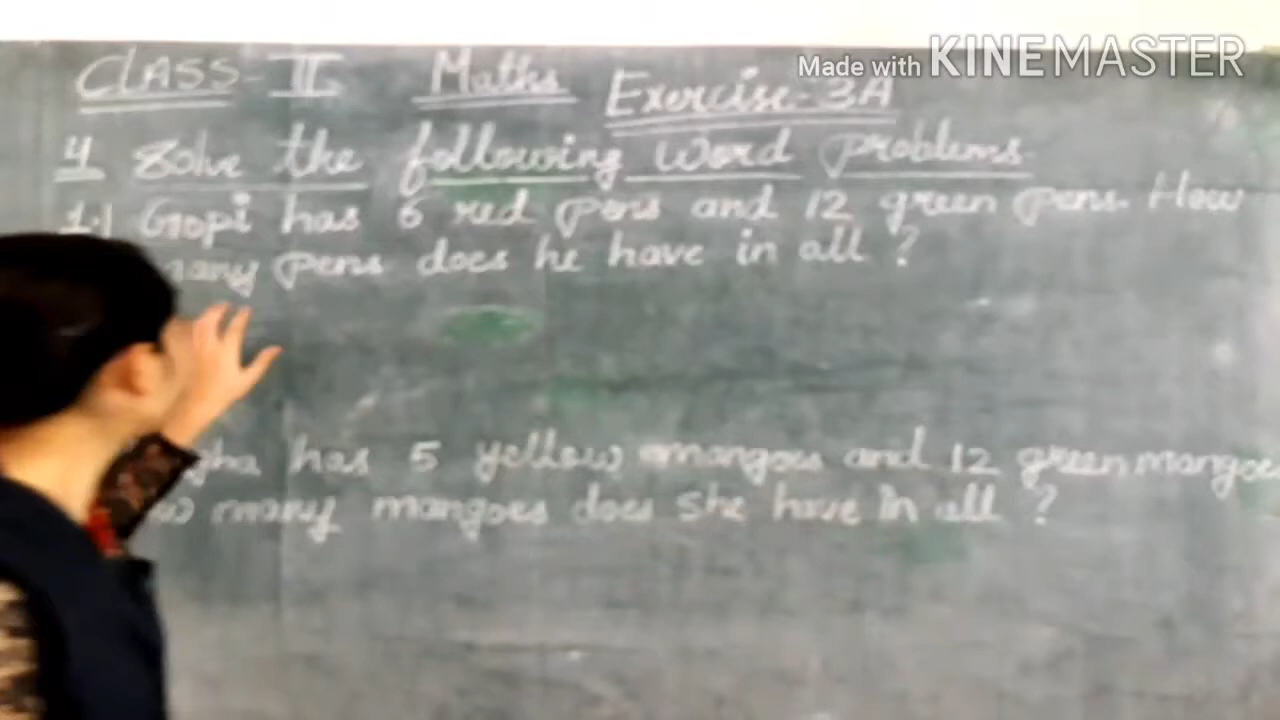 Made with KINEMASTER
CLASS-II Maths Exercise-3A
4 Solve the following word problems
1.) Gopi has 6 red pens and 12 green pens. How
many pens does he have in all ?
has 5 yellow mangoes and 12 green mangoe
many mangoes does she have in all ?